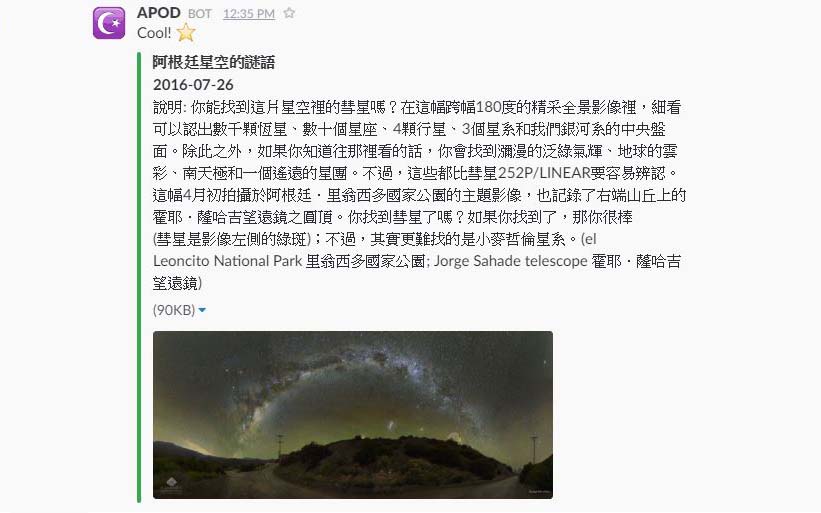 APOD BOT 12:35 PM
Cool!
阿根廷星空的謎語
2016-07-26
說明: 你能找到這片星空裡的彗星嗎？在這幅跨幅180度的精采全景影像裡，細看
可以認出數千顆恆星、數十個星座、4顆行星、3個星系和我們銀河系的中央盤
面。除此之外，如果你知道往那裡看的話，你會找到瀰漫的泛綠氣輝、地球的雲
彩、南天極和一個遙遠的星團。不過，這些都比彗星252P/LINEAR要容易辨認。
這幅4月初拍攝於阿根廷．里翁西多國家公園的主題影像，也記錄了右端山丘上的
霍耶．薩哈吉望遠鏡之圓頂。你找到彗星了嗎？如果你找到了，那你很棒
(彗星是影像左側的綠斑)；不過，其實更難找的是小麥哲倫星系。(el
Leoncito National Park 里翁西多國家公園; Jorge Sahade telescope 霍耶．薩哈吉
望遠鏡)
(90KB)